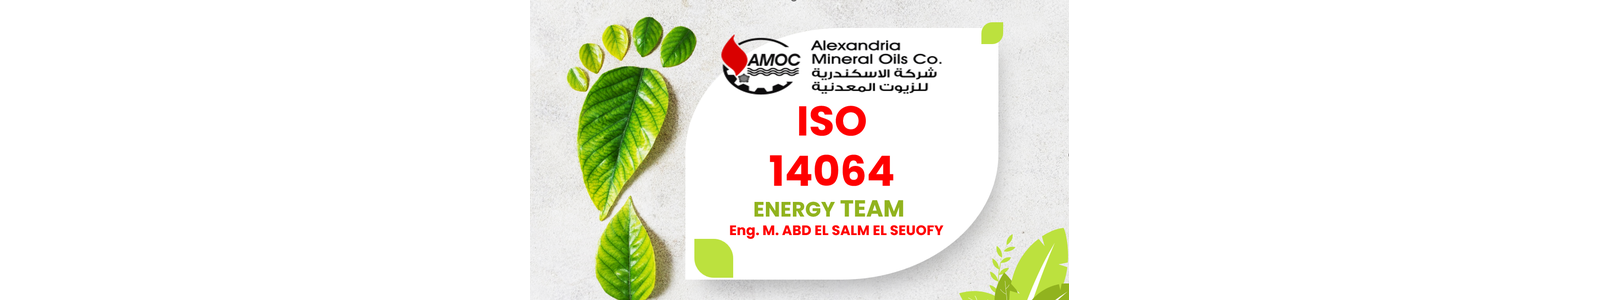 AMOC
Alexandria
Mineral Oils Co.
شركة الاسكندرية
للزيوت المعدنية
ISO
14064
ENERGY TEAM
Eng. M. ABD EL SALM EL SEUOFY